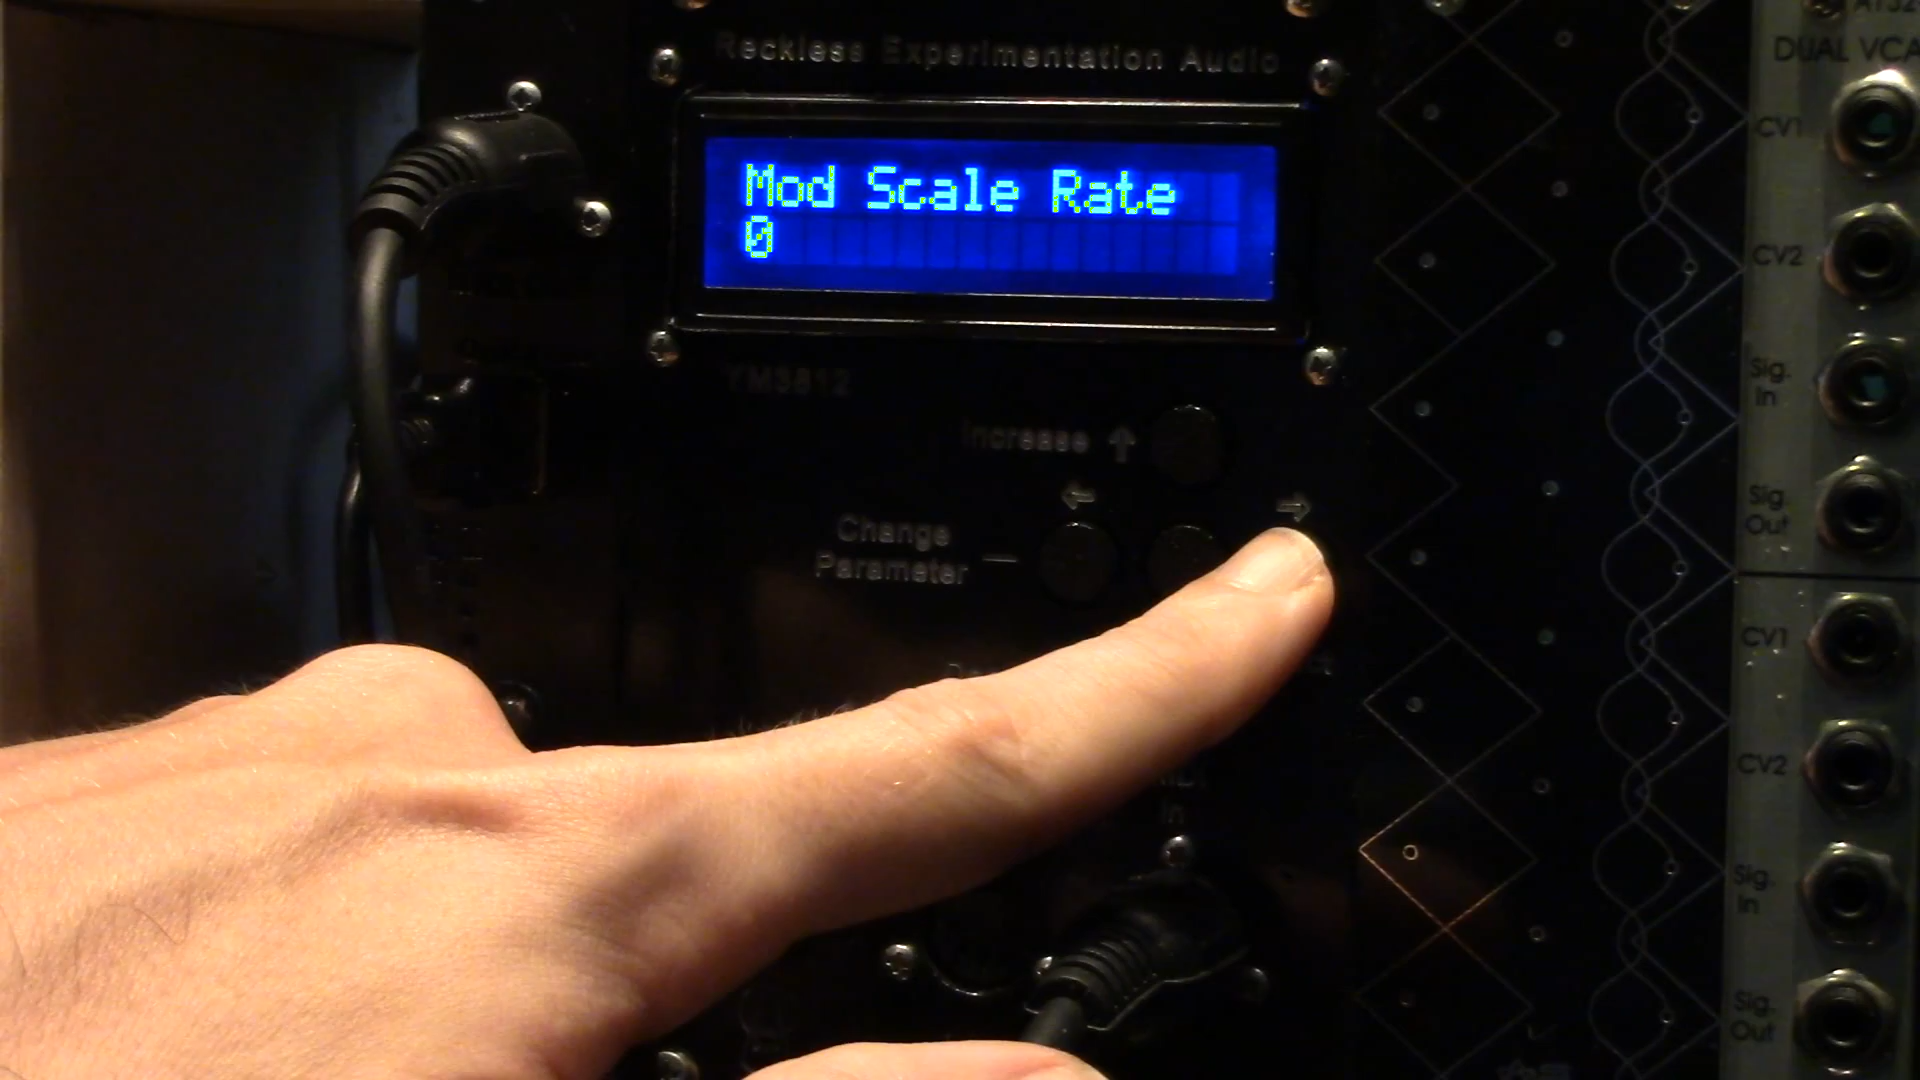 Reckless Experimentation Audio
Mod Scale Rate
0
YM3812
Increase ↑
← →
Change
Parameter
In
DUAL VCA
CV1
CV2
Sig.
In
Sig.
Out
CV1
CV2
Sig.
In
Sig.
Out